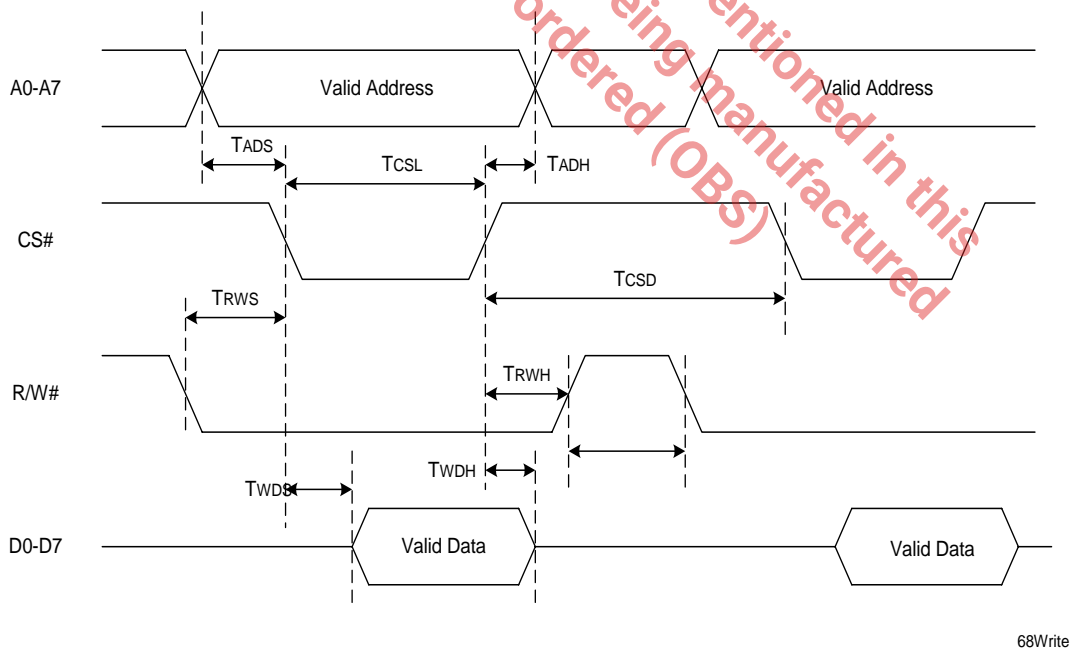 mentioned in this
being manufactured
ordered (OBS)
A0-A7
Valid Address
Valid Address
TADS
TCSL
TADH
CS#
TCSD
TRWS
R/W#
TRWH
TWDH
TWDS
D0-D7
Valid Data
Valid Data
68Write